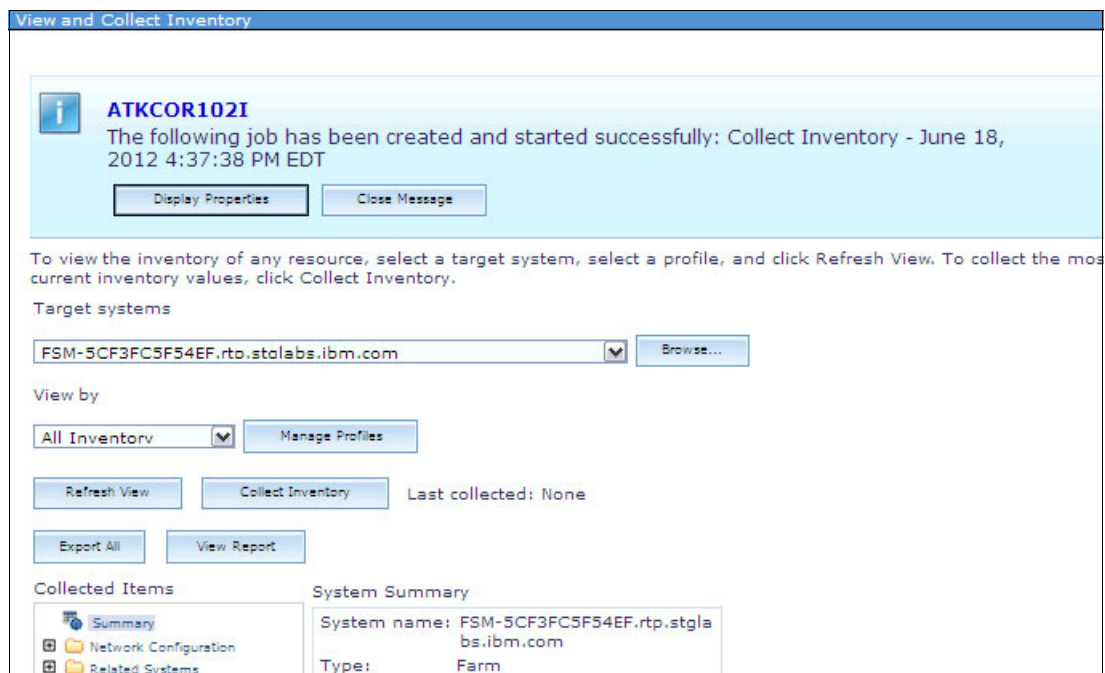 View and Collect Inventory
i
ATKCOR102I
The following job has been created and started successfully: Collect Inventory - June 18,
2012 4:37:38 PM EDT
Display Properties Close Message
To view the inventory of any resource, select a target system, select a profile, and click Refresh View. To collect the mos
current inventory values, click Collect Inventory.
Target systems
FSM-5CF3FC5F54EF.rtp.stglabs.ibm.com Browse...
View by
All Inventory Manage Profiles
Refresh View Collect Inventory Last collected: None
Export All View Report
Collected Items System Summary
Summary System name: FSM-5CF3FC5F54EF.rtp.stgla
bs.ibm.com
Network Configuration
Related Systems Type: Farm